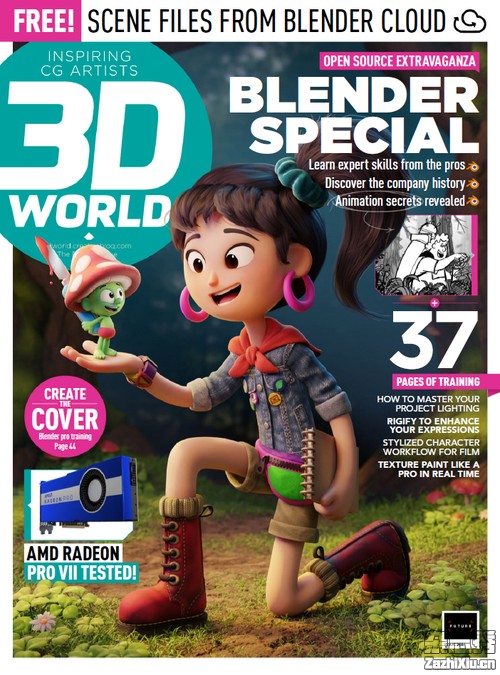 FREE! SCENE FILES FROM BLENDER CLOUD
INSPIRING
CG ARTISTS
3D
WORLD
OPEN SOURCE EXTRAVAGANZA
BLENDER
SPECIAL
Learn expert skills from the pros
Discover the company history
Animation secrets revealed
+
37
PAGES OF TRAINING
HOW TO MASTER YOUR
PROJECT LIGHTING
RIGIFY TO ENHANCE
YOUR EXPRESSIONS
STYLIZED CHARACTER
WORKFLOW FOR FILM
TEXTURE PAINT LIKE A
PRO IN REAL TIME
CREATE
THE
COVER
Blender pro training
Page 44
RADEON PRO
AMD RADEON
PRO VII TESTED!
FUTURE
ZazhiXiu.cn